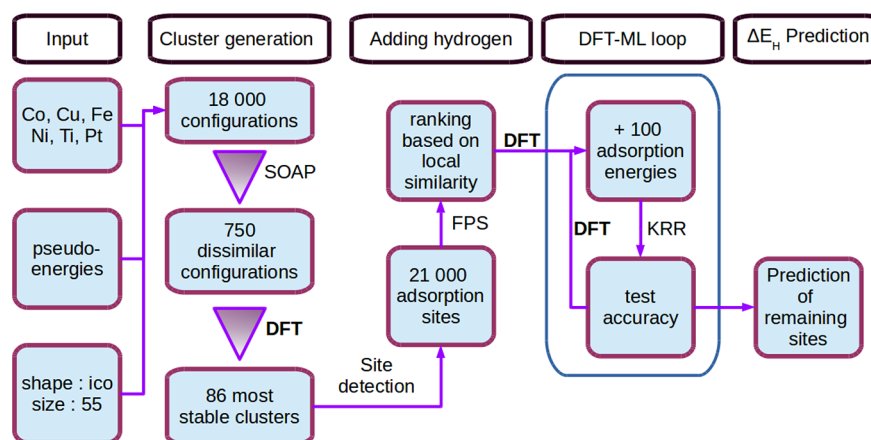 Input
Cluster generation
Adding hydrogen
DFT-ML loop
ΔE_H Prediction
Co, Cu, Fe
Ni, Ti, Pt
pseudo-
energies
shape : ico
size : 55
18 000
configurations
SOAP
750
dissimilar
configurations
DFT
86 most
stable clusters
Site
detection
21 000
adsorption
sites
FPS
ranking
based on
local
similarity
DFT
+ 100
adsorption
energies
DFT
KRR
test
accuracy
Prediction
of
remaining
sites